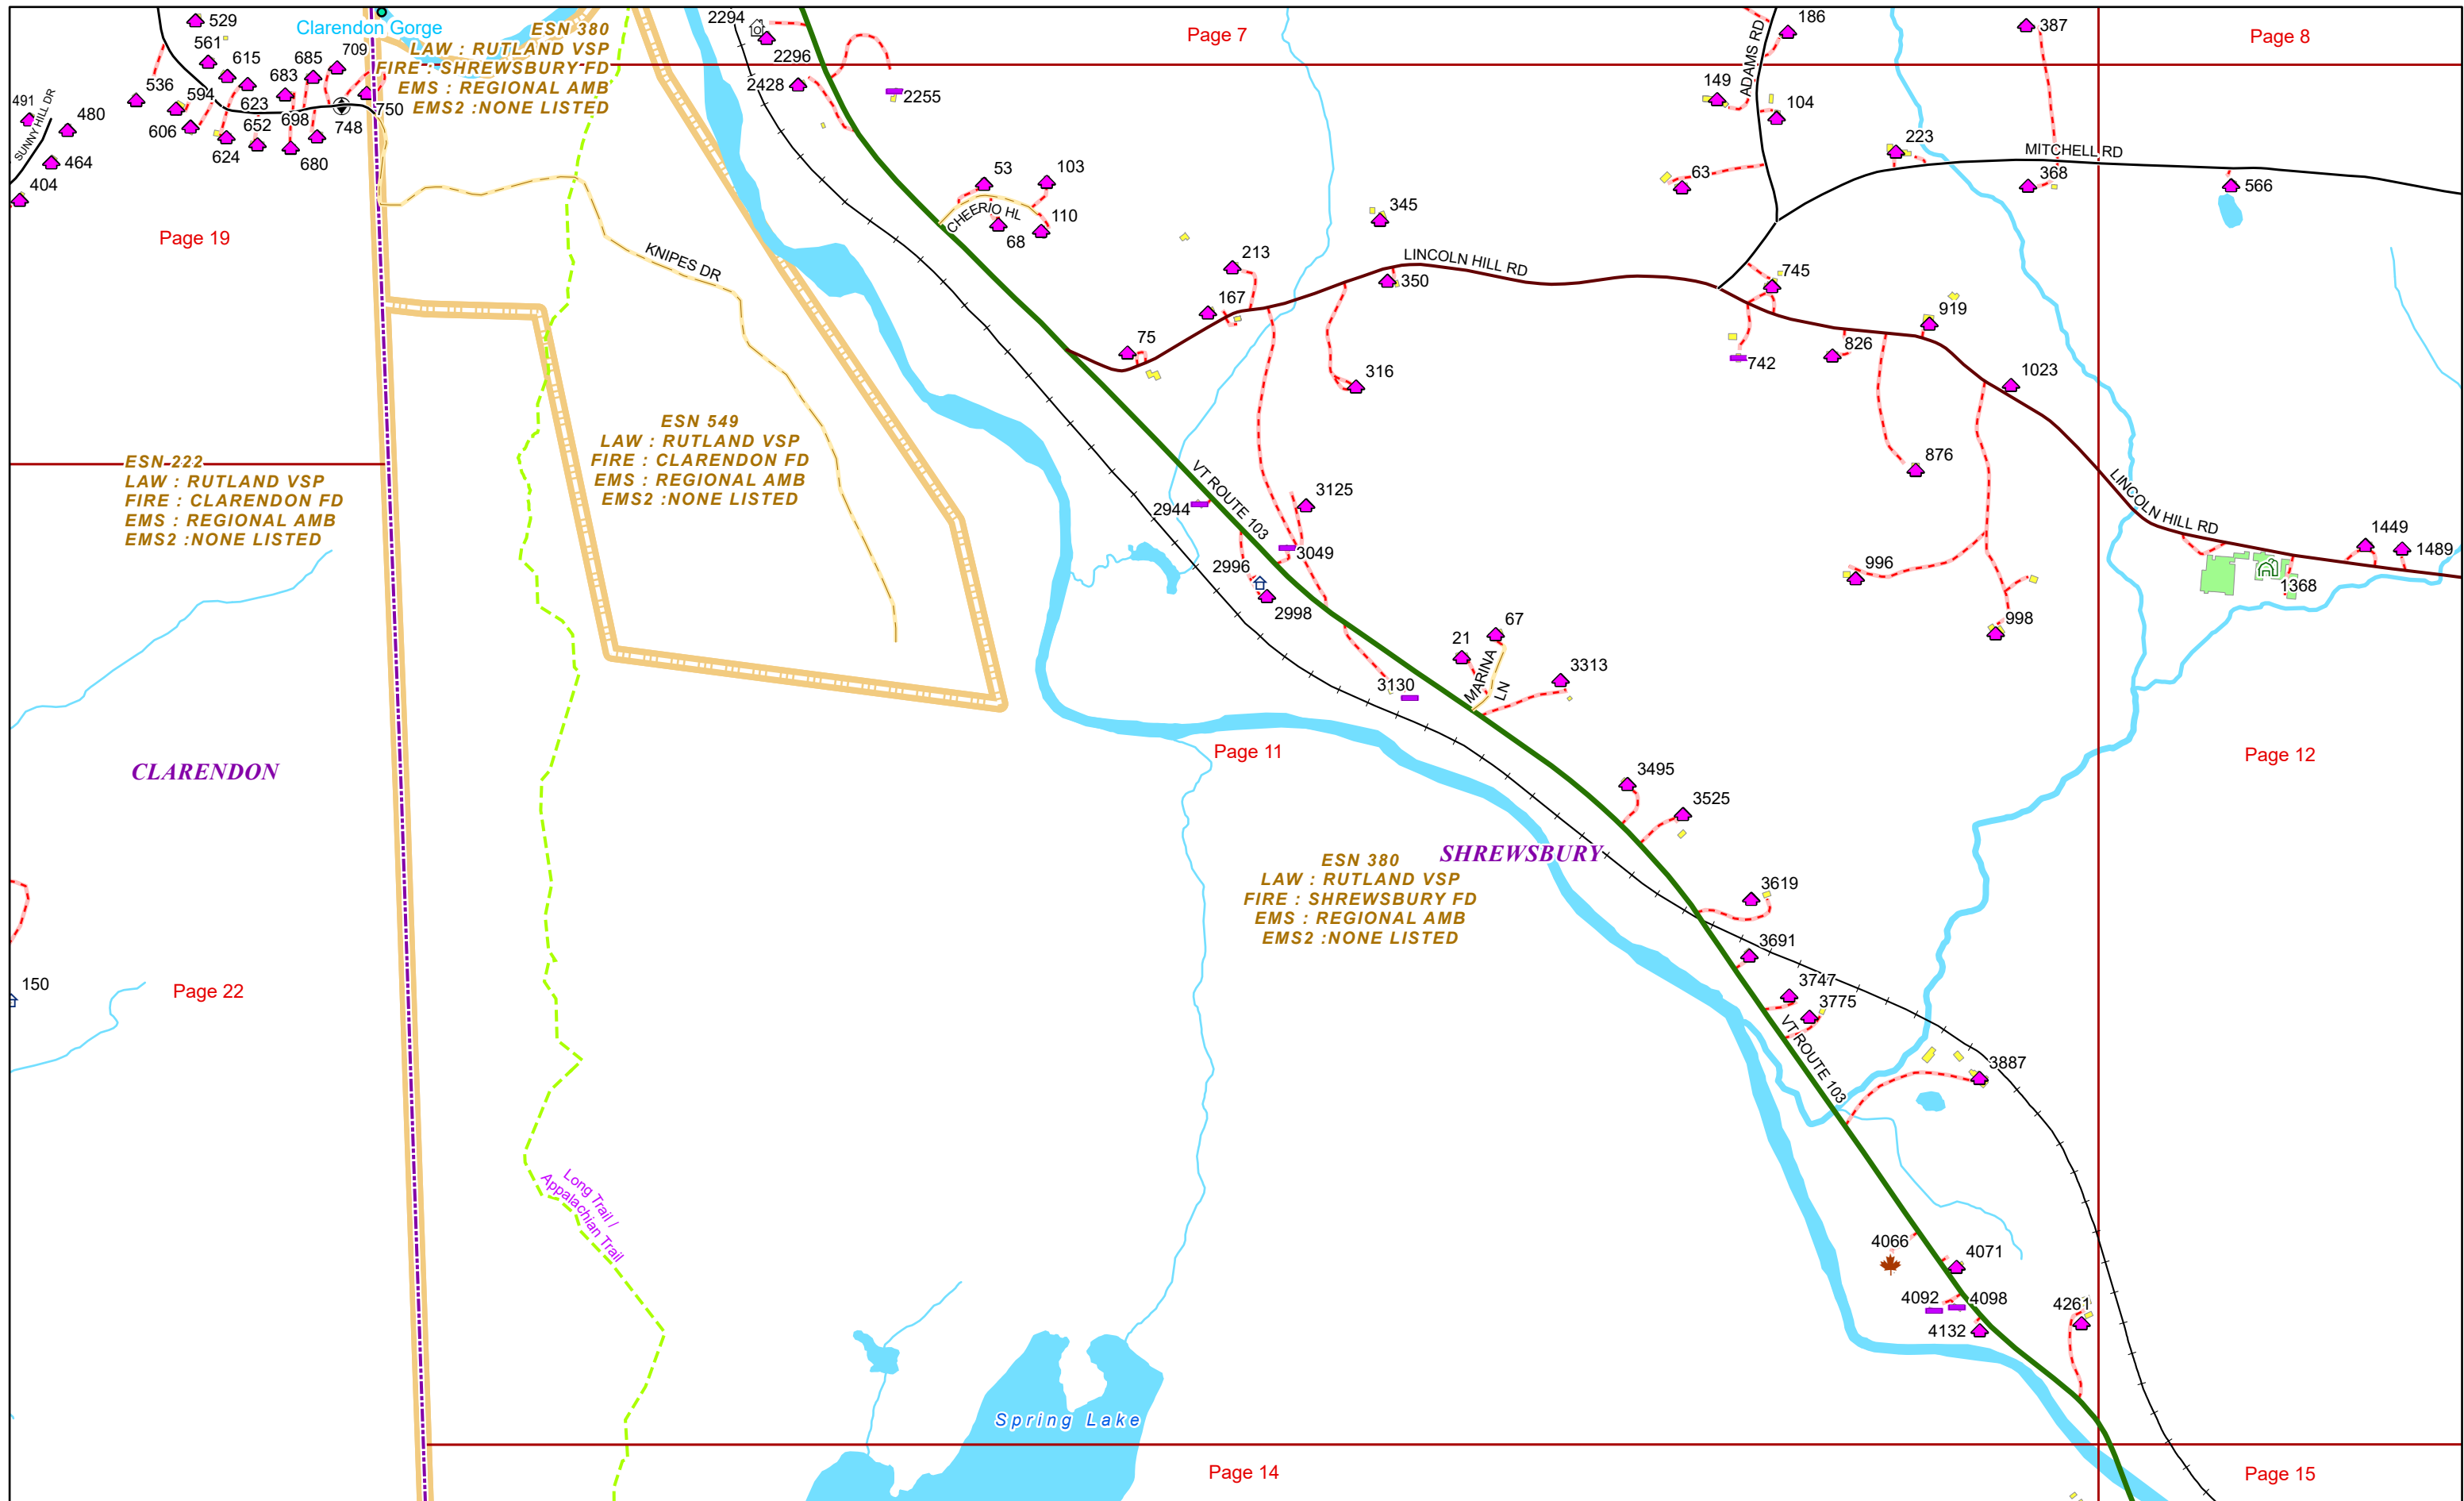 529
561
615
685
709
683
536
594
623
698
606
652
748
750
624
680
491
480
464
404
SUNNY HILL DR
Clarendon Gorge
ESN 380
LAW : RUTLAND VSP
FIRE : SHREWSBURY FD
EMS : REGIONAL AMB
EMS2 :NONE LISTED
2294
2296
2428
2255
Page 7
186
ADAMS RD
149
104
63
387
Page 8
223
MITCHELL RD
368
566
Page 19
53
103
CHEERIO HL
110
68
KNIPES DR
345
213
LINCOLN HILL RD
350
167
75
316
745
742
919
826
1023
876
ESN 222
LAW : RUTLAND VSP
FIRE : CLARENDON FD
EMS : REGIONAL AMB
EMS2 :NONE LISTED
ESN 549
LAW : RUTLAND VSP
FIRE : CLARENDON FD
EMS : REGIONAL AMB
EMS2 :NONE LISTED
VT ROUTE 103
2944
3125
3049
2996
2998
LINCOLN HILL RD
1449
1489
1368
996
998
21
67
MARINA
LN
3313
3130
CLARENDON
Page 11
Page 12
3495
3525
SHREWSBURY
ESN 380
LAW : RUTLAND VSP
FIRE : SHREWSBURY FD
EMS : REGIONAL AMB
EMS2 :NONE LISTED
3619
3691
3747
3775
VT ROUTE 103
3887
150
Page 22
Long Trail /
Appalachian Trail
4066
4071
4092
4098
4132
4261
Spring Lake
Page 14
Page 15